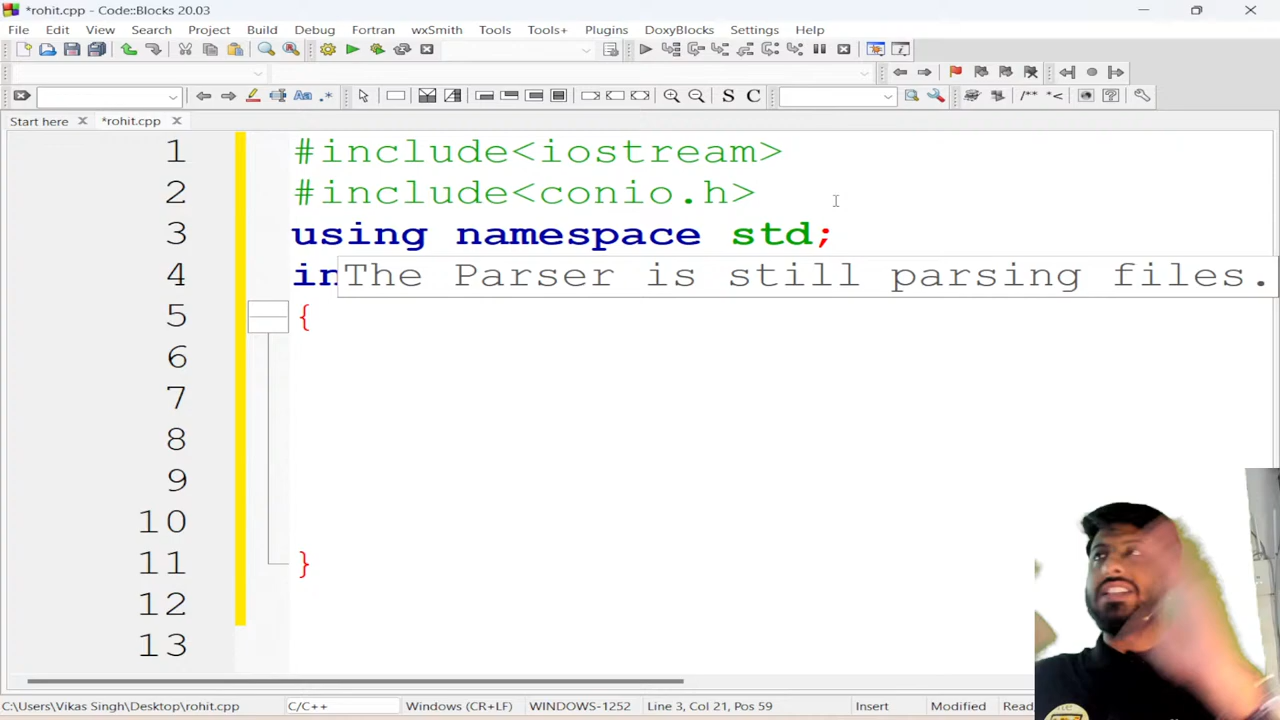 *rohit.cpp - Code::Blocks 20.03
File Edit View Search Project Build Debug Fortran wxSmith Tools Tools+ Plugins DoxyBlocks Settings Help
S C /** *<
Start here *rohit.cpp
1 #include<iostream>
2 #include<conio.h>
3 using namespace std;
4 in The Parser is still parsing files.
5 {
6
7
8
9
10
11 }
12
13
C:\Users\Vikas Singh\Desktop\rohit.cpp C/C++ Windows (CR+LF) WINDOWS-1252 Line 3, Col 21, Pos 59 Insert Modified Read